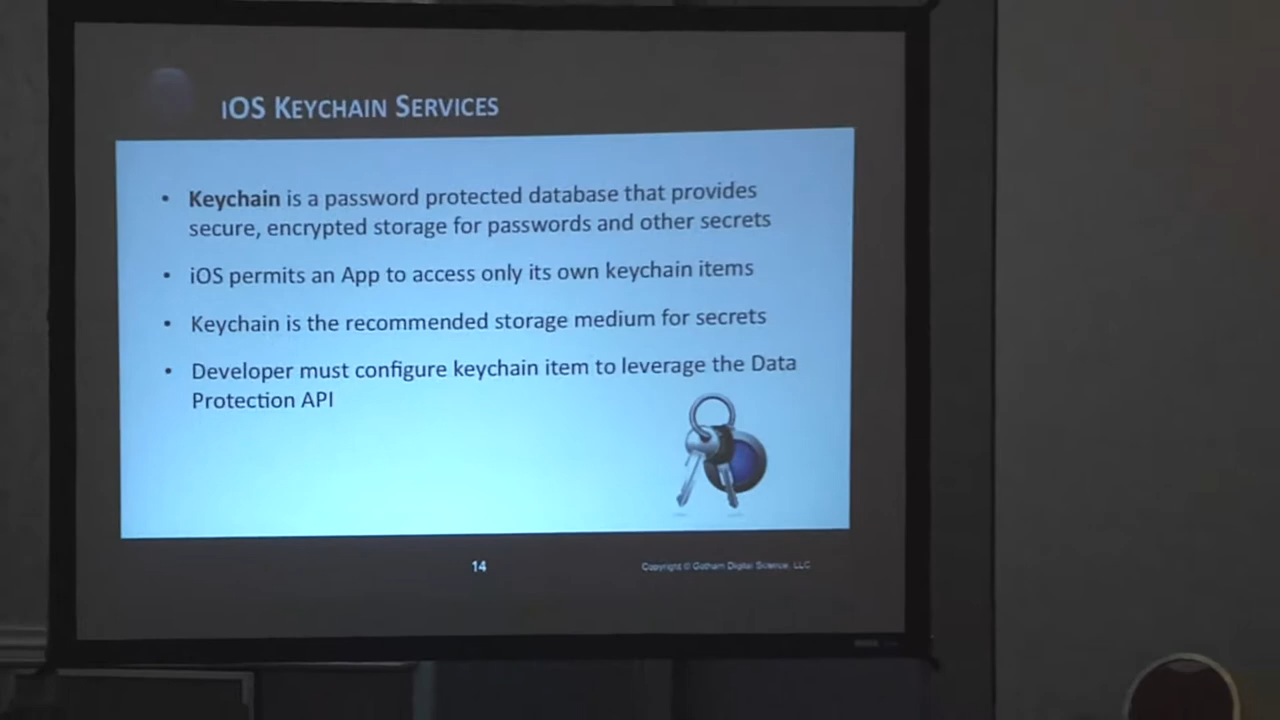 iOS Keychain Services
• Keychain is a password protected database that provides
secure, encrypted storage for passwords and other secrets
• iOS permits an App to access only its own keychain items
• Keychain is the recommended storage medium for secrets
• Developer must configure keychain item to leverage the Data
Protection API
14
Copyright © Gotham Digital Science, LLC